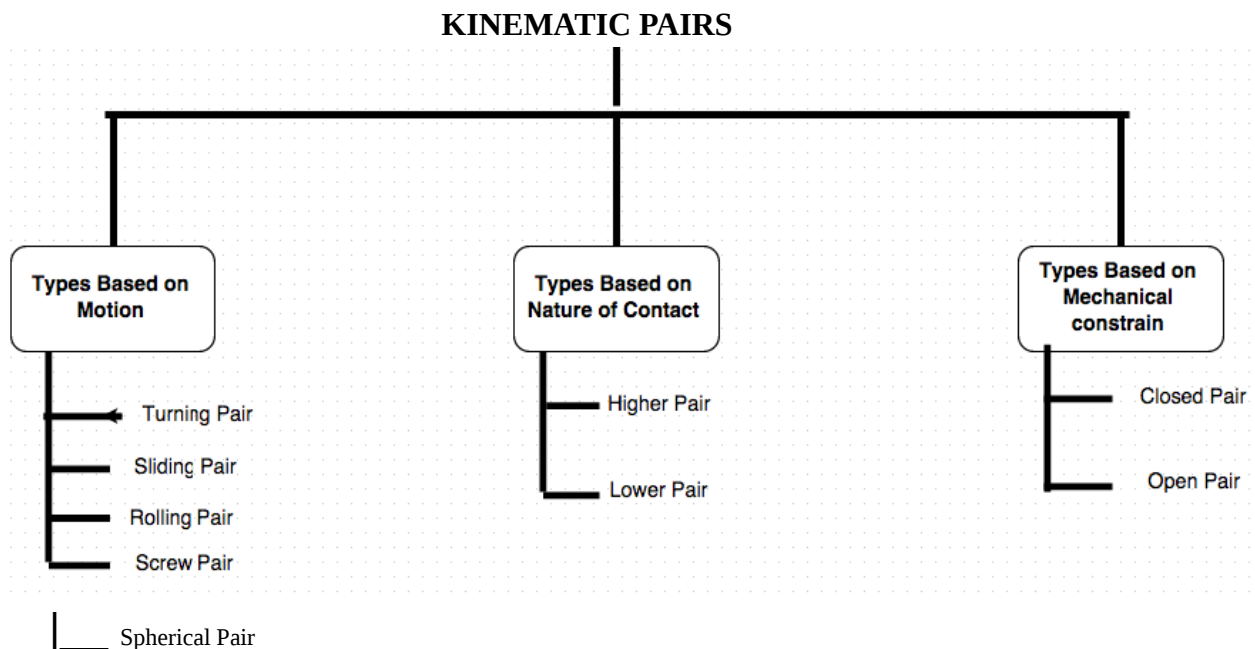 KINEMATIC PAIRS
Types Based on
Motion
Turning Pair
Sliding Pair
Rolling Pair
Screw Pair
Spherical Pair
Types Based on
Nature of Contact
Higher Pair
Lower Pair
Types Based on
Mechanical
constrain
Closed Pair
Open Pair